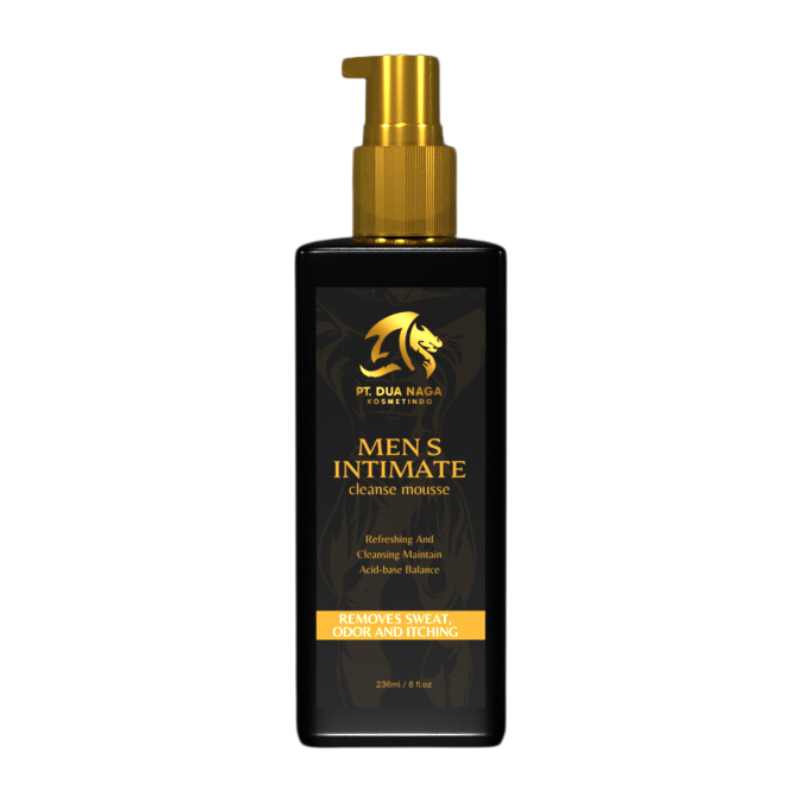 PT. DUA NAGA
KOSMETINDO
MEN S
INTIMATE
cleanse mousse
Refreshing And
Cleansing Maintain
Acid-base Balance
REMOVES SWEAT,
ODOR AND ITCHING
236ml / 8 fl.oz